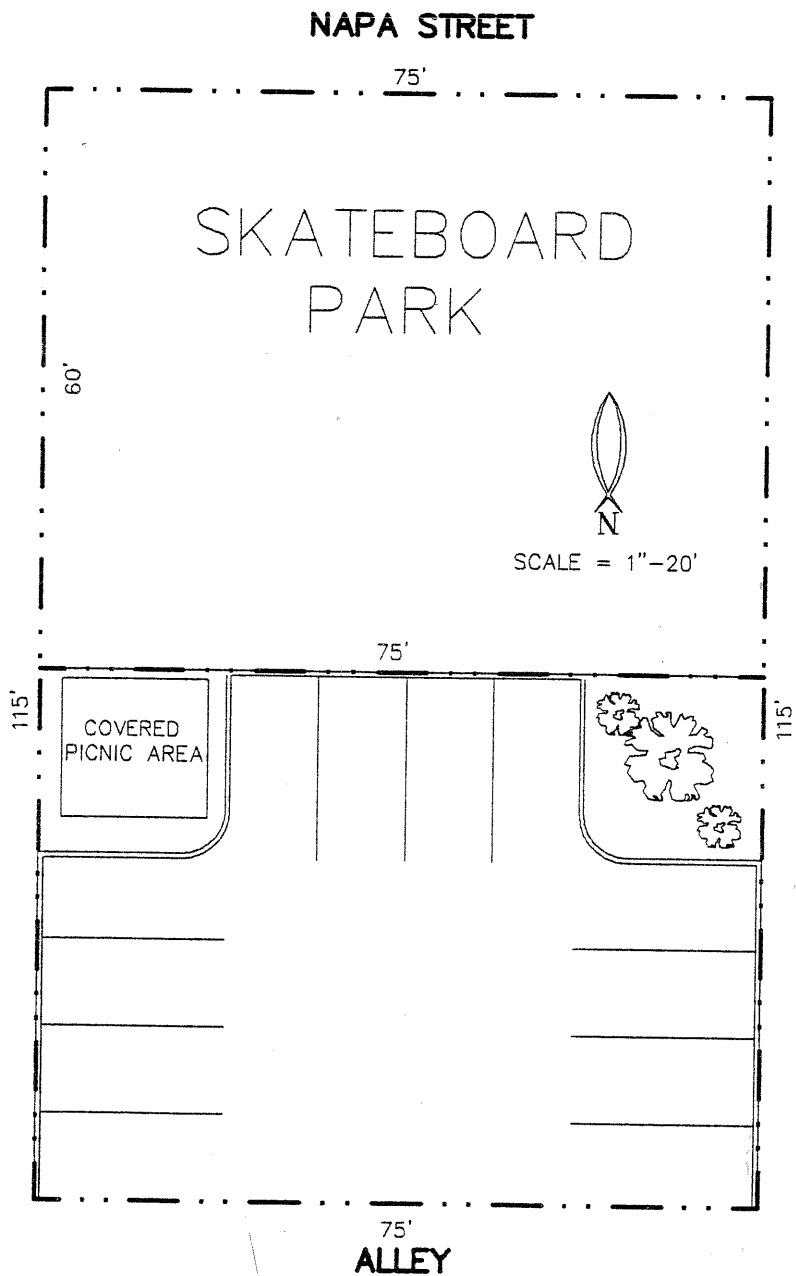 NAPA STREET
75'
SKATEBOARD
PARK
60'
N
SCALE = 1"-20'
75'
115'
115'
COVERED
PICNIC AREA
75'
ALLEY